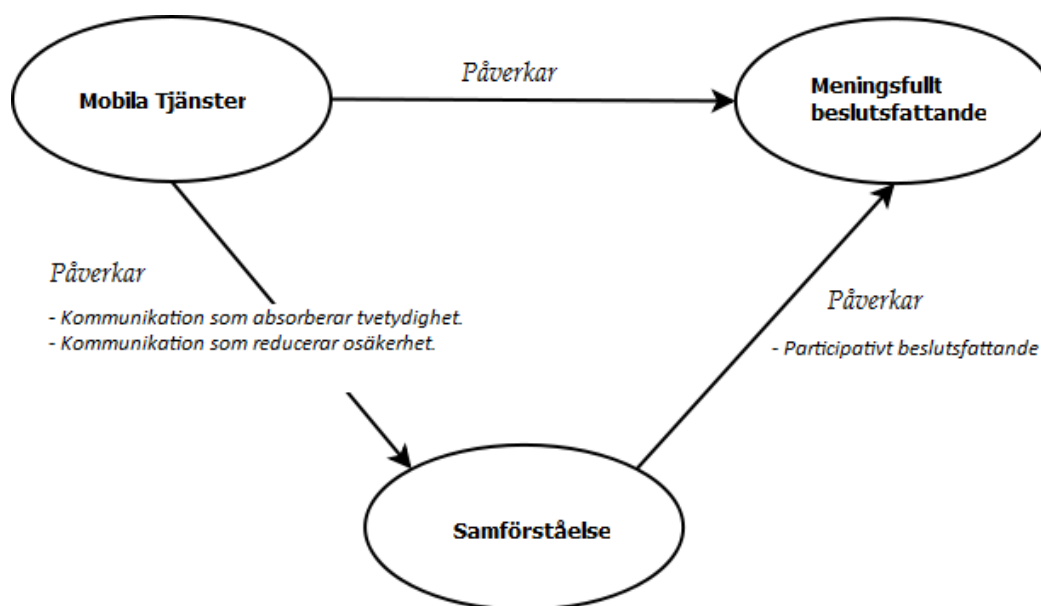 Påverkar
Mobila Tjänster
Meningsfullt
beslutsfattande
Påverkar
- Kommunikation som absorberar tvetydighet.
- Kommunikation som reducerar osäkerhet.
Påverkar
- Participativt beslutsfattande
Samförståelse